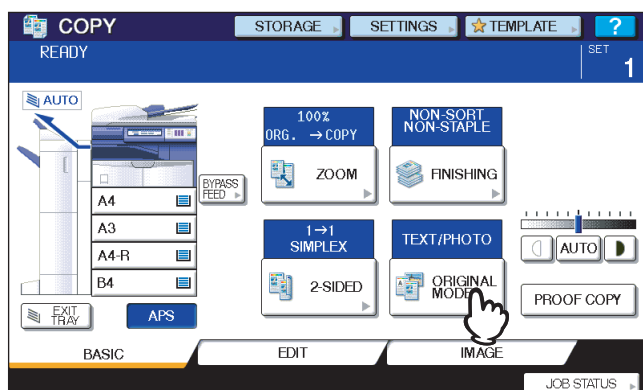 COPY
STORAGE
SETTINGS
TEMPLATE
?
READY
SET
1
AUTO
100%
ORG. → COPY
ZOOM
NON-SORT
NON-STAPLE
FINISHING
BYPASS
FEED
A4
A3
A4-R
B4
1→1
SIMPLEX
2-SIDED
TEXT/PHOTO
ORIGINAL
MODE
AUTO
PROOF COPY
EXIT
TRAY
APS
BASIC
EDIT
IMAGE
JOB STATUS